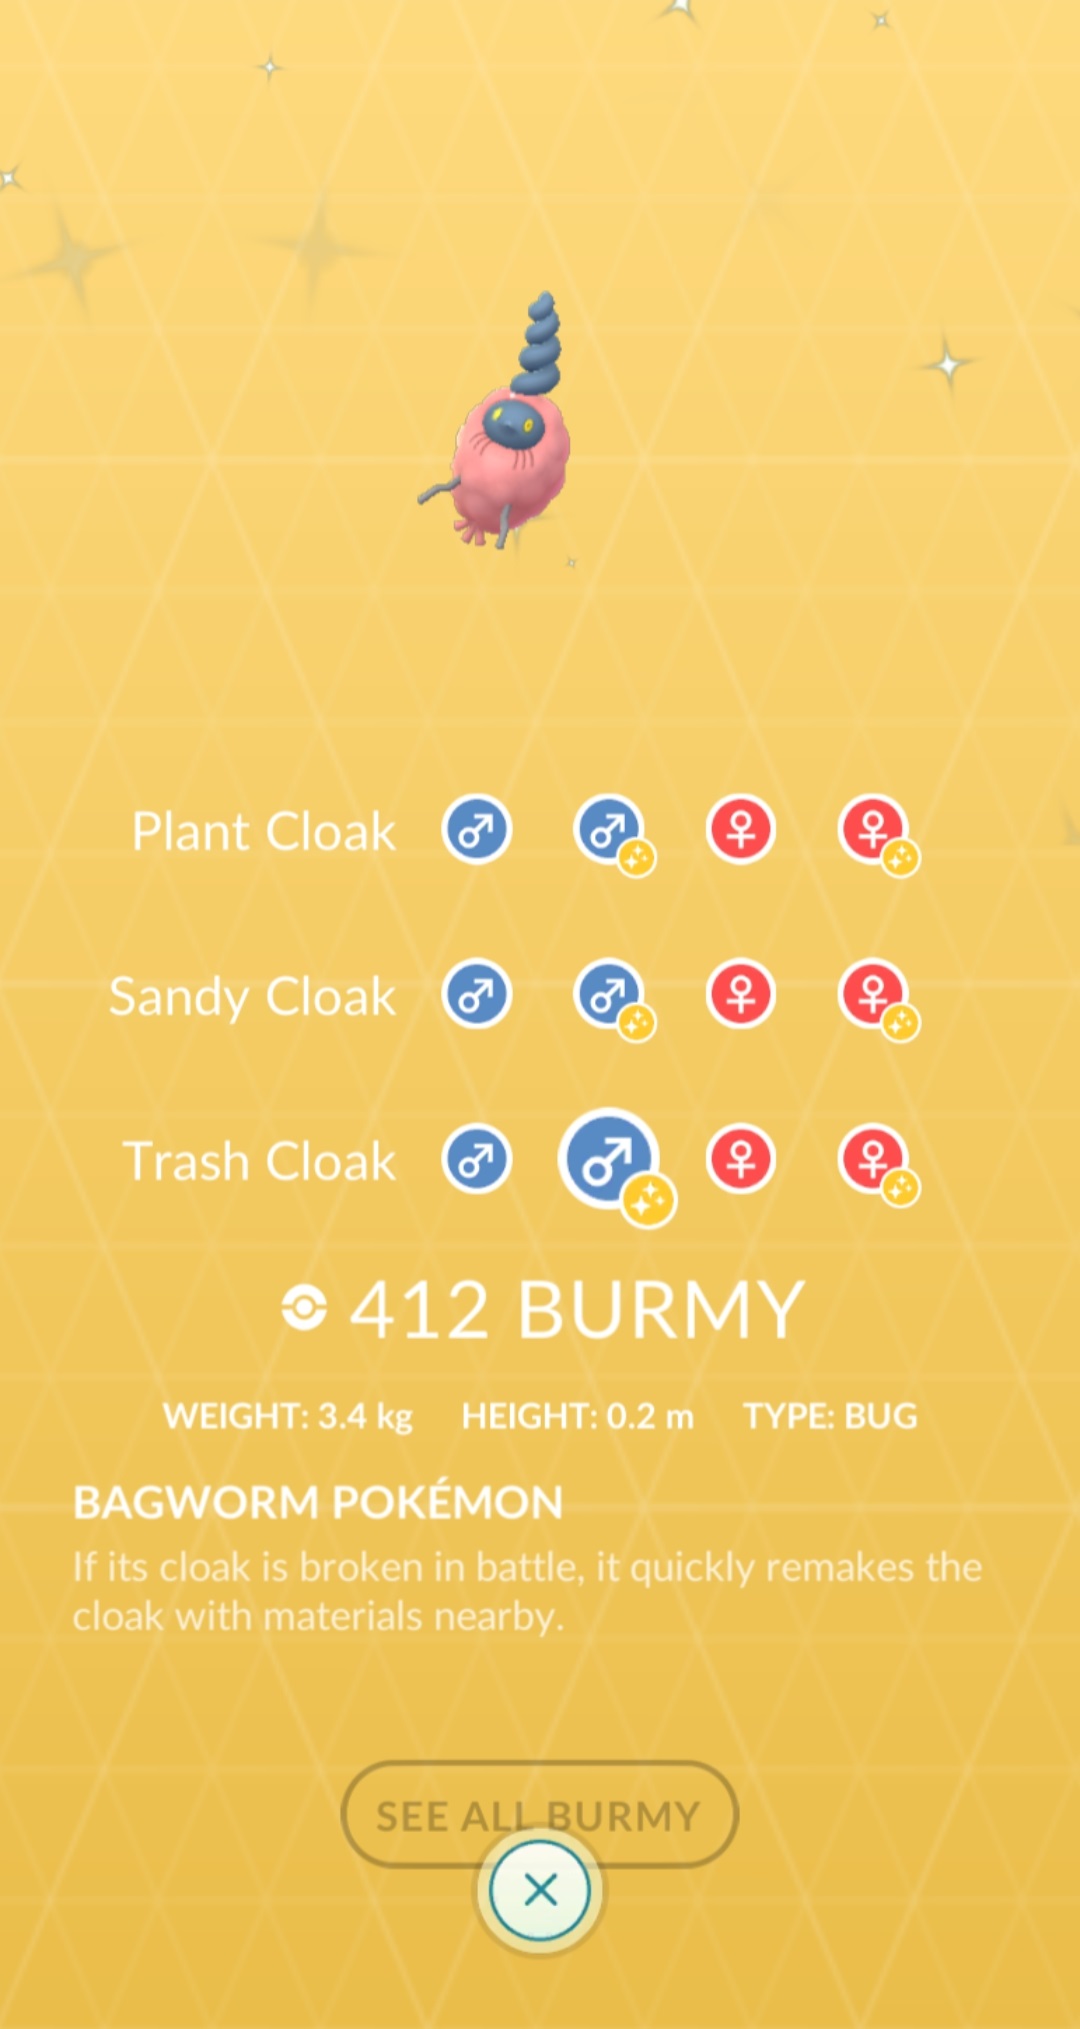 Plant Cloak
Sandy Cloak
Trash Cloak
412 BURMY
WEIGHT: 3.4 kg HEIGHT: 0.2 m TYPE: BUG
BAGWORM POKÉMON
If its cloak is broken in battle, it quickly remakes the
cloak with materials nearby.
SEE ALL BURMY